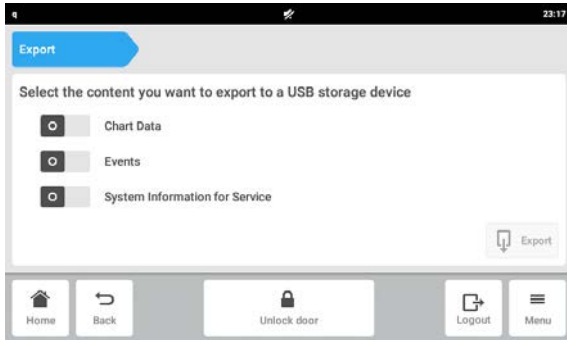 q 23:17
Export
Select the content you want to export to a USB storage device
Chart Data
Events
System Information for Service
Export
Home Back Unlock door Logout Menu